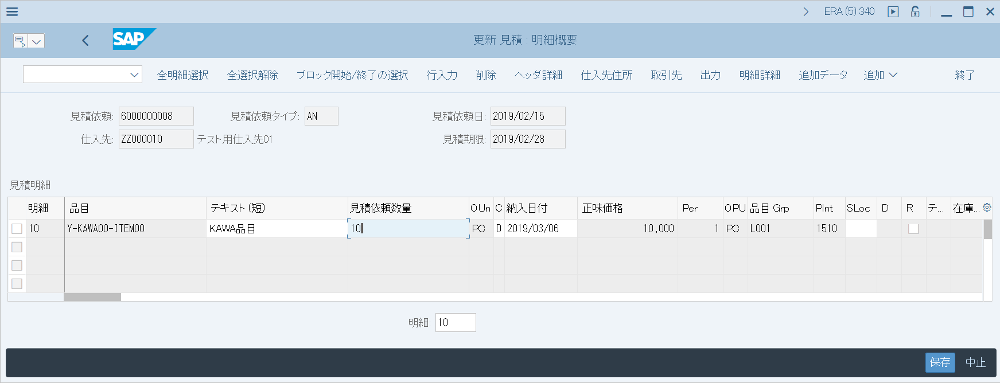 ERA (5) 340
SAP
更新 見積 : 明細概要
全明細選択 全選択解除 ブロック開始/終了の選択 行入力 削除 ヘッダ詳細 仕入先住所 取引先 出力 明細詳細 追加データ 追加 終了
見積依頼: 6000000008 見積依頼タイプ: AN 見積依頼日: 2019/02/15
仕入先: ZZ000010 テスト用仕入先01 見積期限: 2019/02/28
見積明細
明細 品目 テキスト (短) 見積依頼数量 OUn C 納入日付 正味価格 Per OPU 品目 Grp Plnt SLoc D R テ... 在庫...
10 Y-KAWA00-ITEM00 KAWA品目 10 PC D 2019/03/06 10,000 1 PC L001 1510
明細: 10
保存 中止